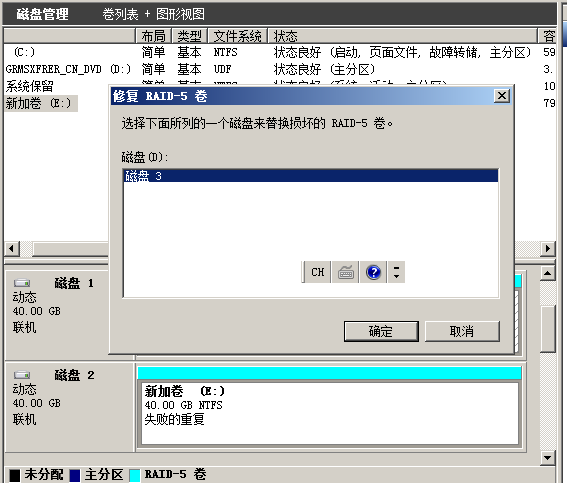 磁盘管理 卷列表 + 图形视图
布局 类型 文件系统 状态 容
(C:) 简单 基本 NTFS 状态良好 (启动, 页面文件, 故障转储, 主分区) 59
GRMSXFRER_CN_DVD (D:) 简单 基本 UDF 状态良好 (主分区) 3.
系统保留 10
新加卷 (E:) 79
修复 RAID-5 卷
选择下面所列的一个磁盘来替换损坏的 RAID-5 卷。
磁盘(D):
磁盘 3
CH
确定 取消
磁盘 1
动态
40.00 GB
联机
磁盘 2
动态
40.00 GB
联机
新加卷 (E:)
40.00 GB NTFS
失败的重复
未分配 主分区 RAID-5 卷